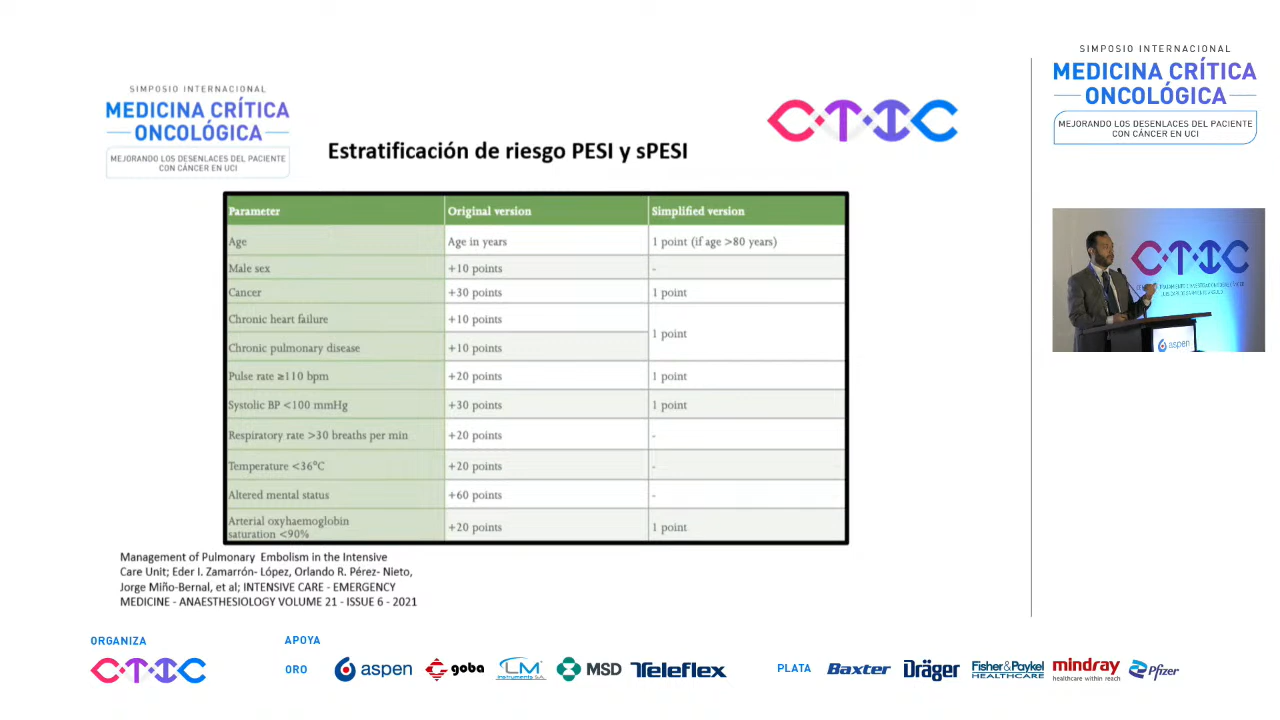 SIMPOSIO INTERNACIONAL
MEDICINA CRÍTICA
ONCOLÓGICA
MEJORANDO LOS DESENLACES DEL PACIENTE
CON CÁNCER EN UCI
CTIC
Estratificación de riesgo PESI y sPESI
Parameter Original version Simplified version
Age Age in years 1 point (if age >80 years)
Male sex +10 points -
Cancer +30 points 1 point
Chronic heart failure +10 points
1 point
Chronic pulmonary disease +10 points
Pulse rate ≥110 bpm +20 points 1 point
Systolic BP <100 mmHg +30 points 1 point
Respiratory rate >30 breaths per min +20 points -
Temperature <36°C +20 points -
Altered mental status +60 points -
Arterial oxyhaemoglobin
saturation <90% +20 points 1 point
Management of Pulmonary Embolism in the Intensive
Care Unit; Eder I. Zamarrón- López, Orlando R. Pérez- Nieto,
Jorge Miño-Bernal, et al; INTENSIVE CARE - EMERGENCY
MEDICINE - ANAESTHESIOLOGY VOLUME 21 - ISSUE 6 - 2021
SIMPOSIO INTERNACIONAL
MEDICINA CRÍTICA
ONCOLÓGICA
MEJORANDO LOS DESENLACES DEL PACIENTE
CON CÁNCER EN UCI
CTIC
aspen
ORGANIZA
CTIC
APOYA
ORO aspen goba LM Instruments S.A. MSD Teleflex
PLATA Baxter Dräger Fisher & Paykel HEALTHCARE mindray healthcare within reach Pfizer